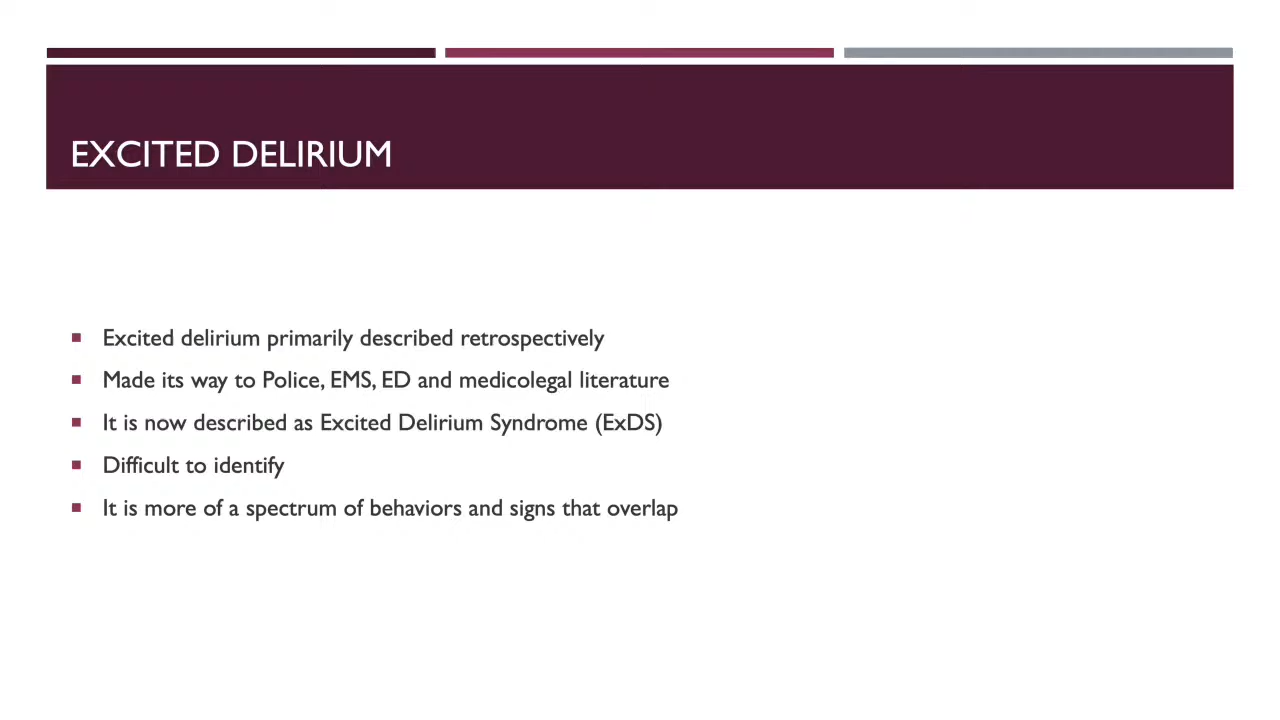 EXCITED DELIRIUM
Excited delirium primarily described retrospectively
Made its way to Police, EMS, ED and medicolegal literature
It is now described as Excited Delirium Syndrome (ExDS)
Difficult to identify
It is more of a spectrum of behaviors and signs that overlap